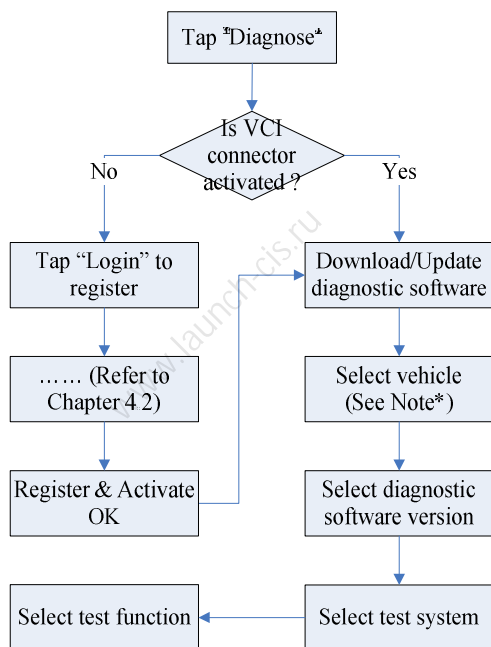 Tap "Diagnose"
Is VCI
connector
activated ?
No
Yes
Tap “Login” to
register
Download/Update
diagnostic software
…… (Refer to
Chapter 4 2)
Select vehicle
(See Note*)
Register & Activate
OK
Select diagnostic
software version
Select test function
Select test system
www.launch-cis.ru